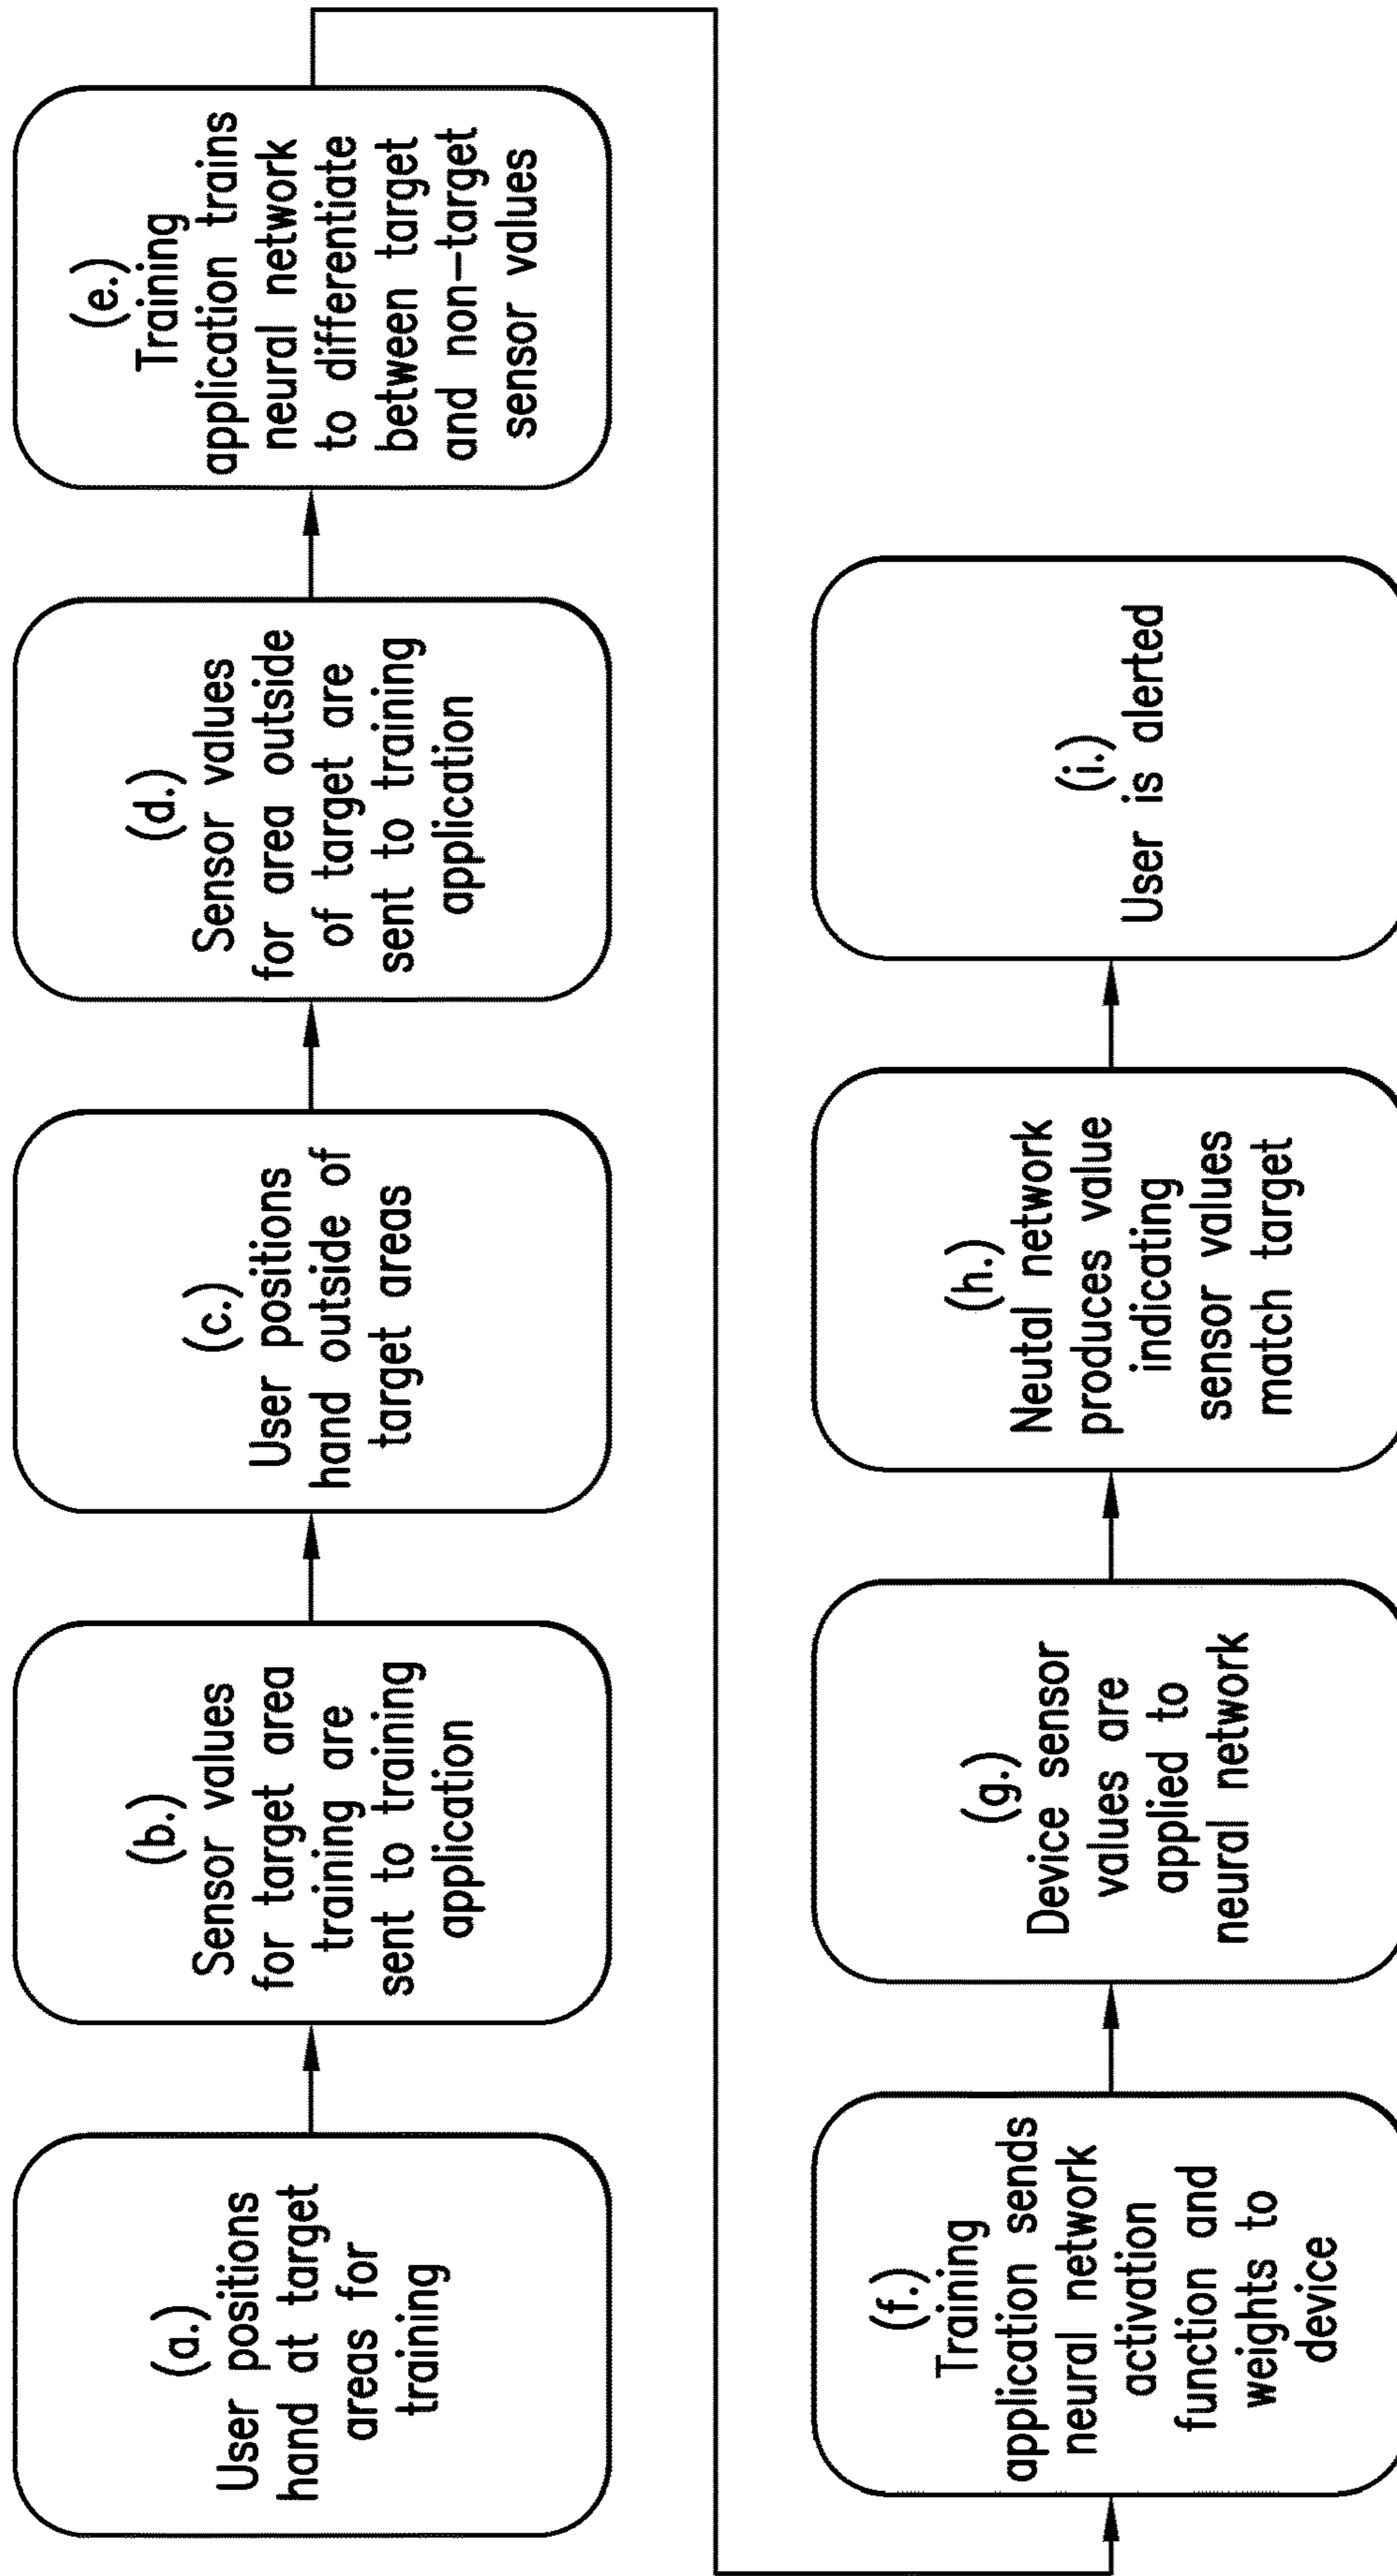 (a.)
User positions
hand at target
areas for
training
(b.)
Sensor values
for target area
training are
sent to training
application
(c.)
User positions
hand outside of
target areas
(d.)
Sensor values
for area outside
of target are
sent to training
application
(e.)
Training
application trains
neural network
to differentiate
between target
and non-target
sensor values
(f.)
Training
application sends
neural network
activation
function and
weights to
device
(g.)
Device sensor
values are
applied to
neural network
(h.)
Neutal network
produces value
indicating
sensor values
match target
(i.)
User is alerted